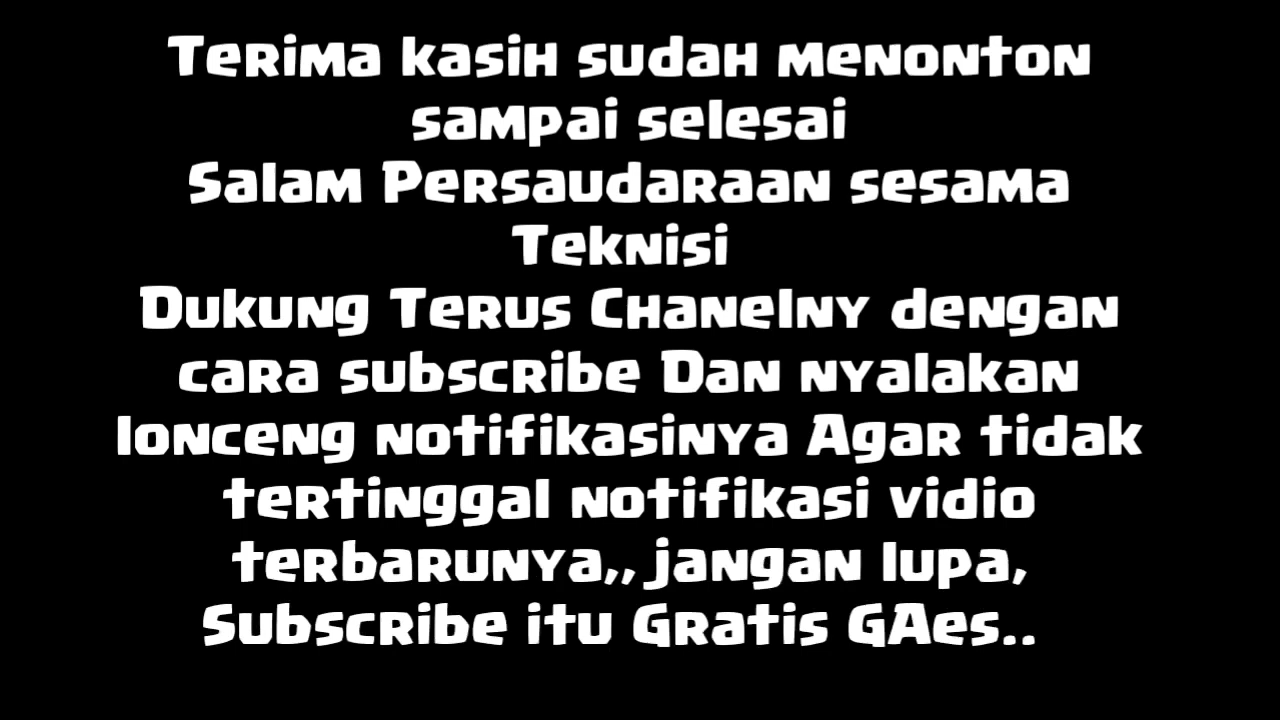 Terima kasih sudah menonton
sampai selesai
Salam Persaudaraan sesama
Teknisi
Dukung Terus Chanelny dengan
cara subscribe Dan nyalakan
lonceng notifikasinya Agar tidak
tertinggal notifikasi vidio
terbarunya,, jangan lupa,
Subscribe itu Gratis GAes..